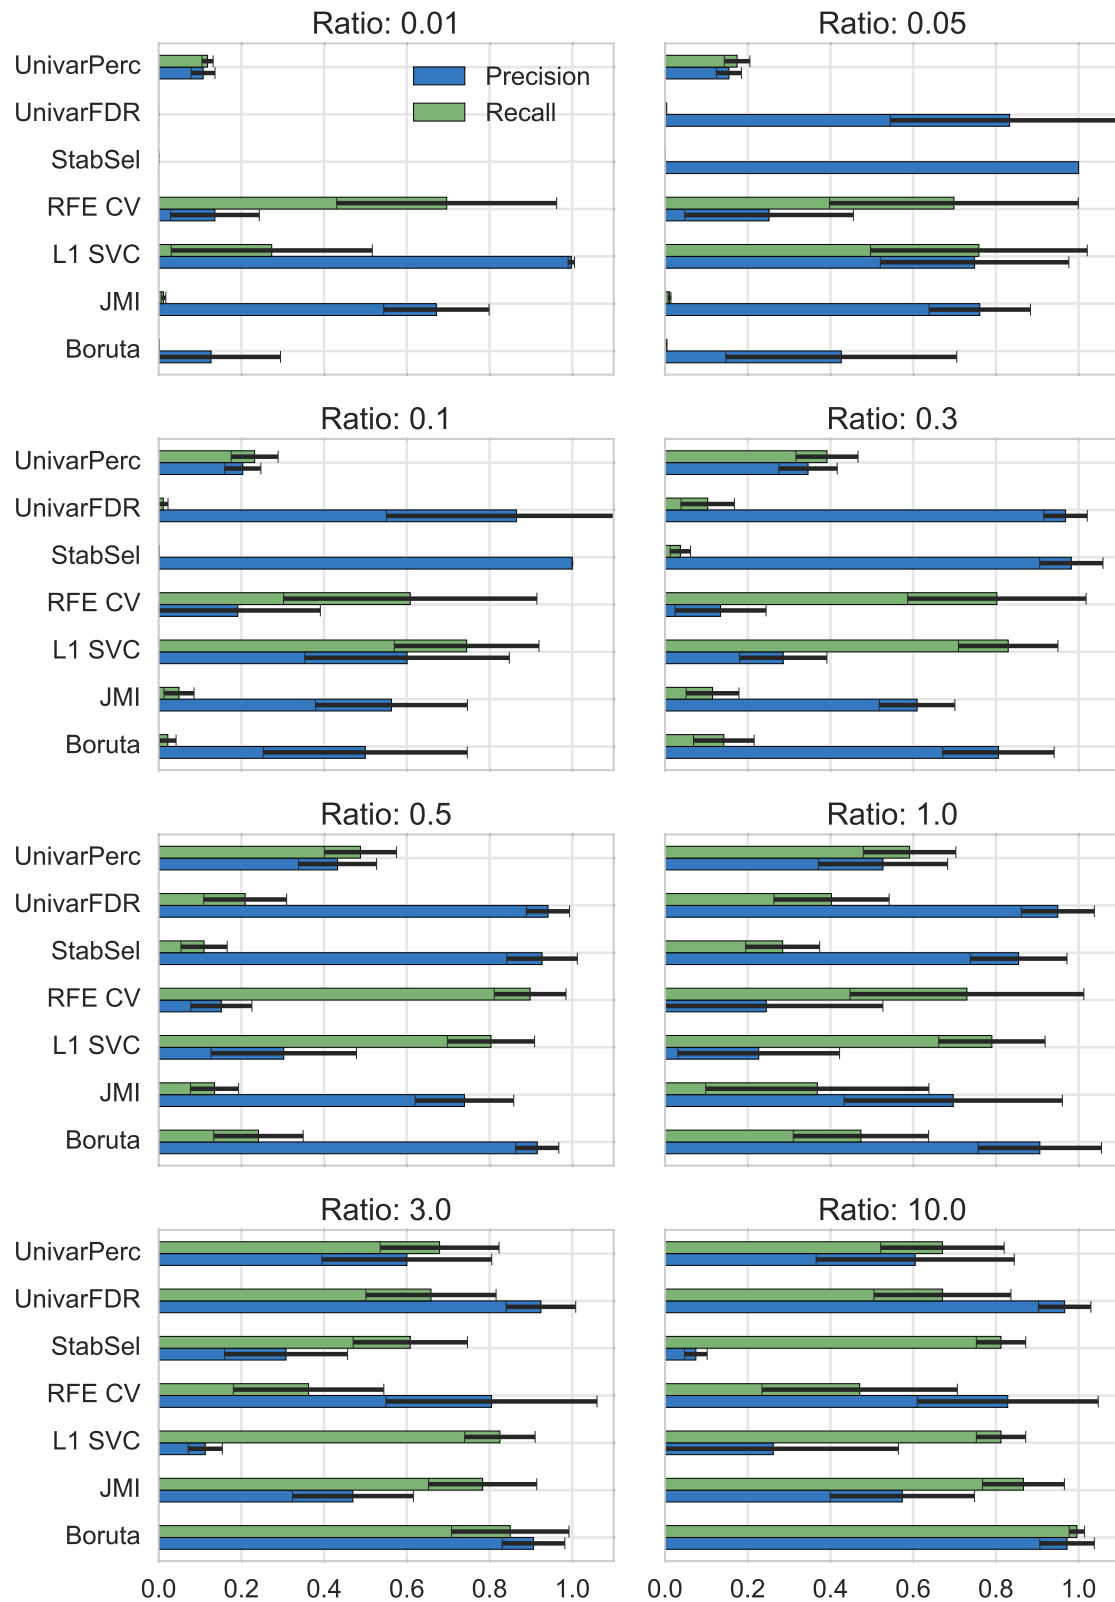 Ratio: 0.01
Ratio: 0.05
UnivarPerc
UnivarFDR
StabSel
RFE CV
L1 SVC
JMI
Boruta
Precision
Recall
Ratio: 0.1
Ratio: 0.3
UnivarPerc
UnivarFDR
StabSel
RFE CV
L1 SVC
JMI
Boruta
Ratio: 0.5
Ratio: 1.0
UnivarPerc
UnivarFDR
StabSel
RFE CV
L1 SVC
JMI
Boruta
Ratio: 3.0
Ratio: 10.0
UnivarPerc
UnivarFDR
StabSel
RFE CV
L1 SVC
JMI
Boruta
0.0 0.2 0.4 0.6 0.8 1.0
0.0 0.2 0.4 0.6 0.8 1.0